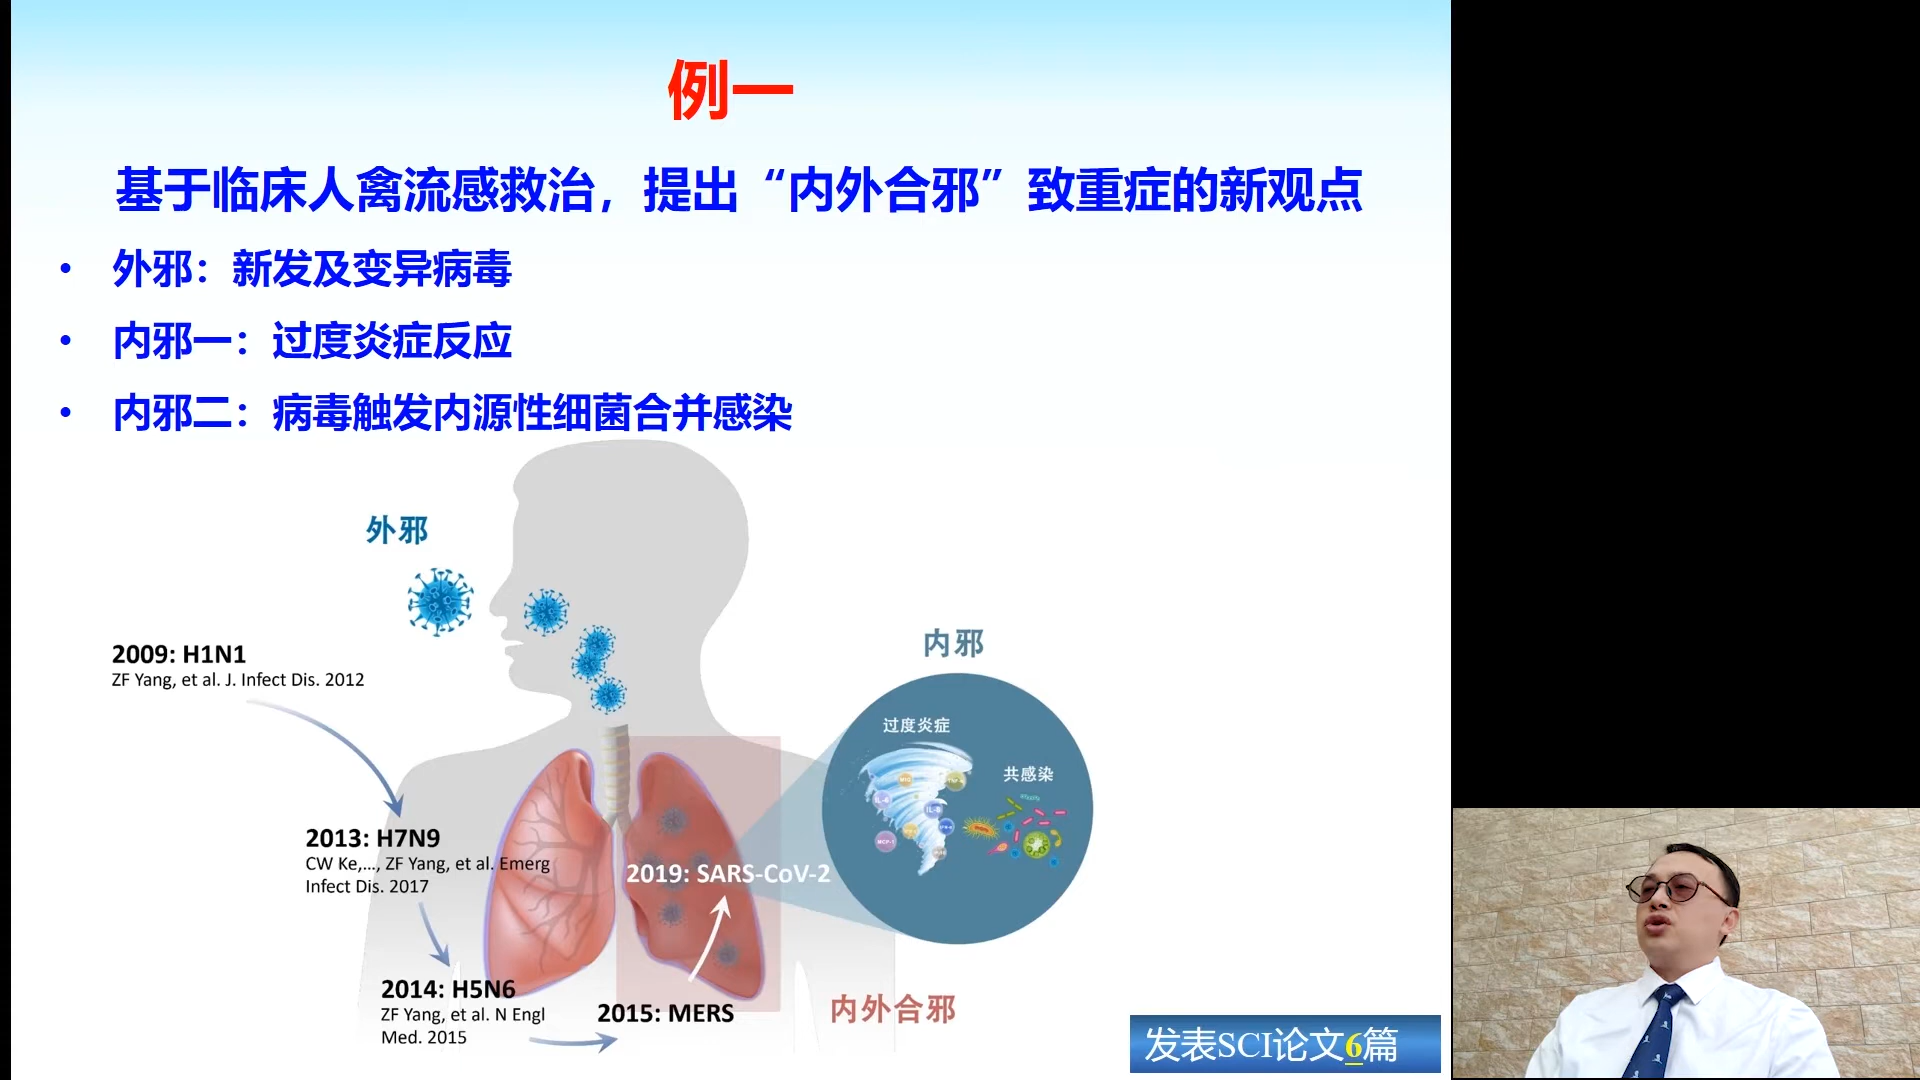 例一
基于临床人禽流感救治，提出“内外合邪”致重症的新观点
• 外邪：新发及变异病毒
• 内邪一：过度炎症反应
• 内邪二：病毒触发内源性细菌合并感染
外邪
内邪
2009: H1N1
ZF Yang, et al. J. Infect Dis. 2012
过度炎症
共感染
IL-6
IL-8
MCP-1
2013: H7N9
CW Ke,..., ZF Yang, et al. Emerg
Infect Dis. 2017
2019: SARS-CoV-2
2014: H5N6
ZF Yang, et al. N Engl
Med. 2015
2015: MERS
内外合邪
发表SCI论文6篇